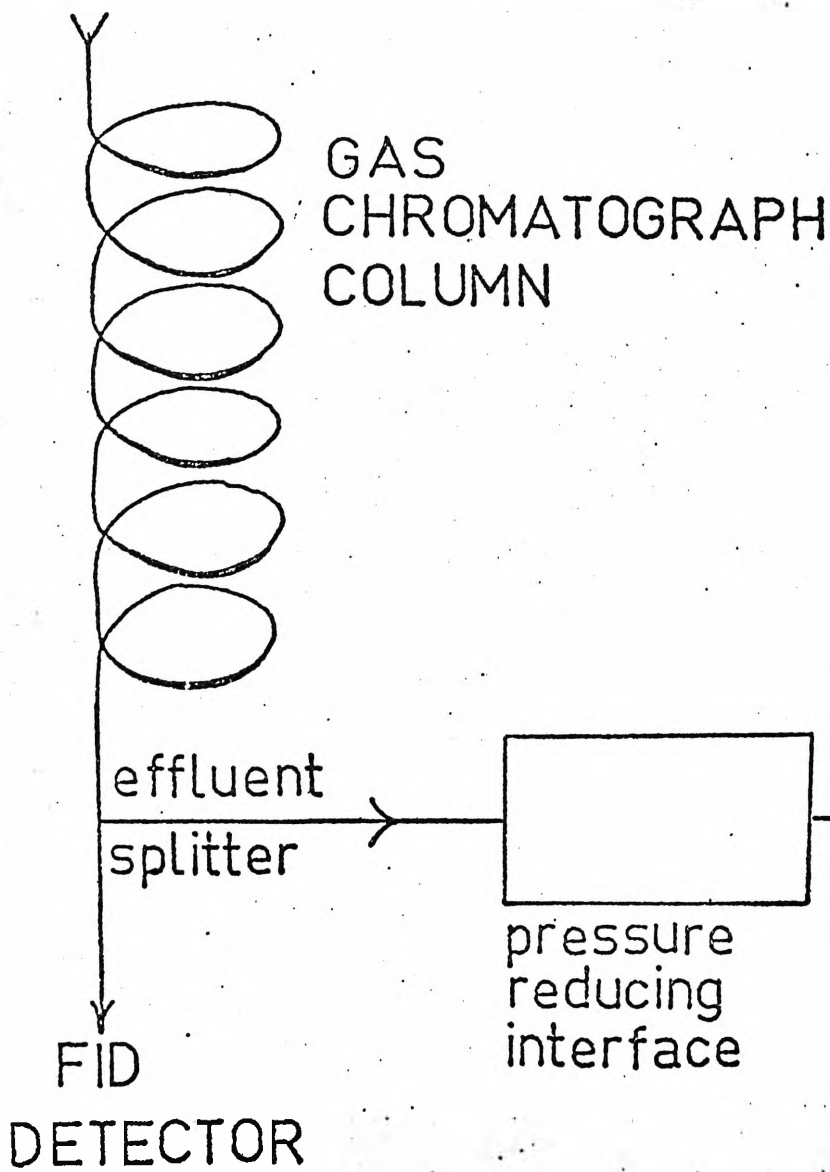 GAS
CHROMATOGRAPH
COLUMN
effluent
splitter
pressure
reducing
interface
FID
DETECTOR